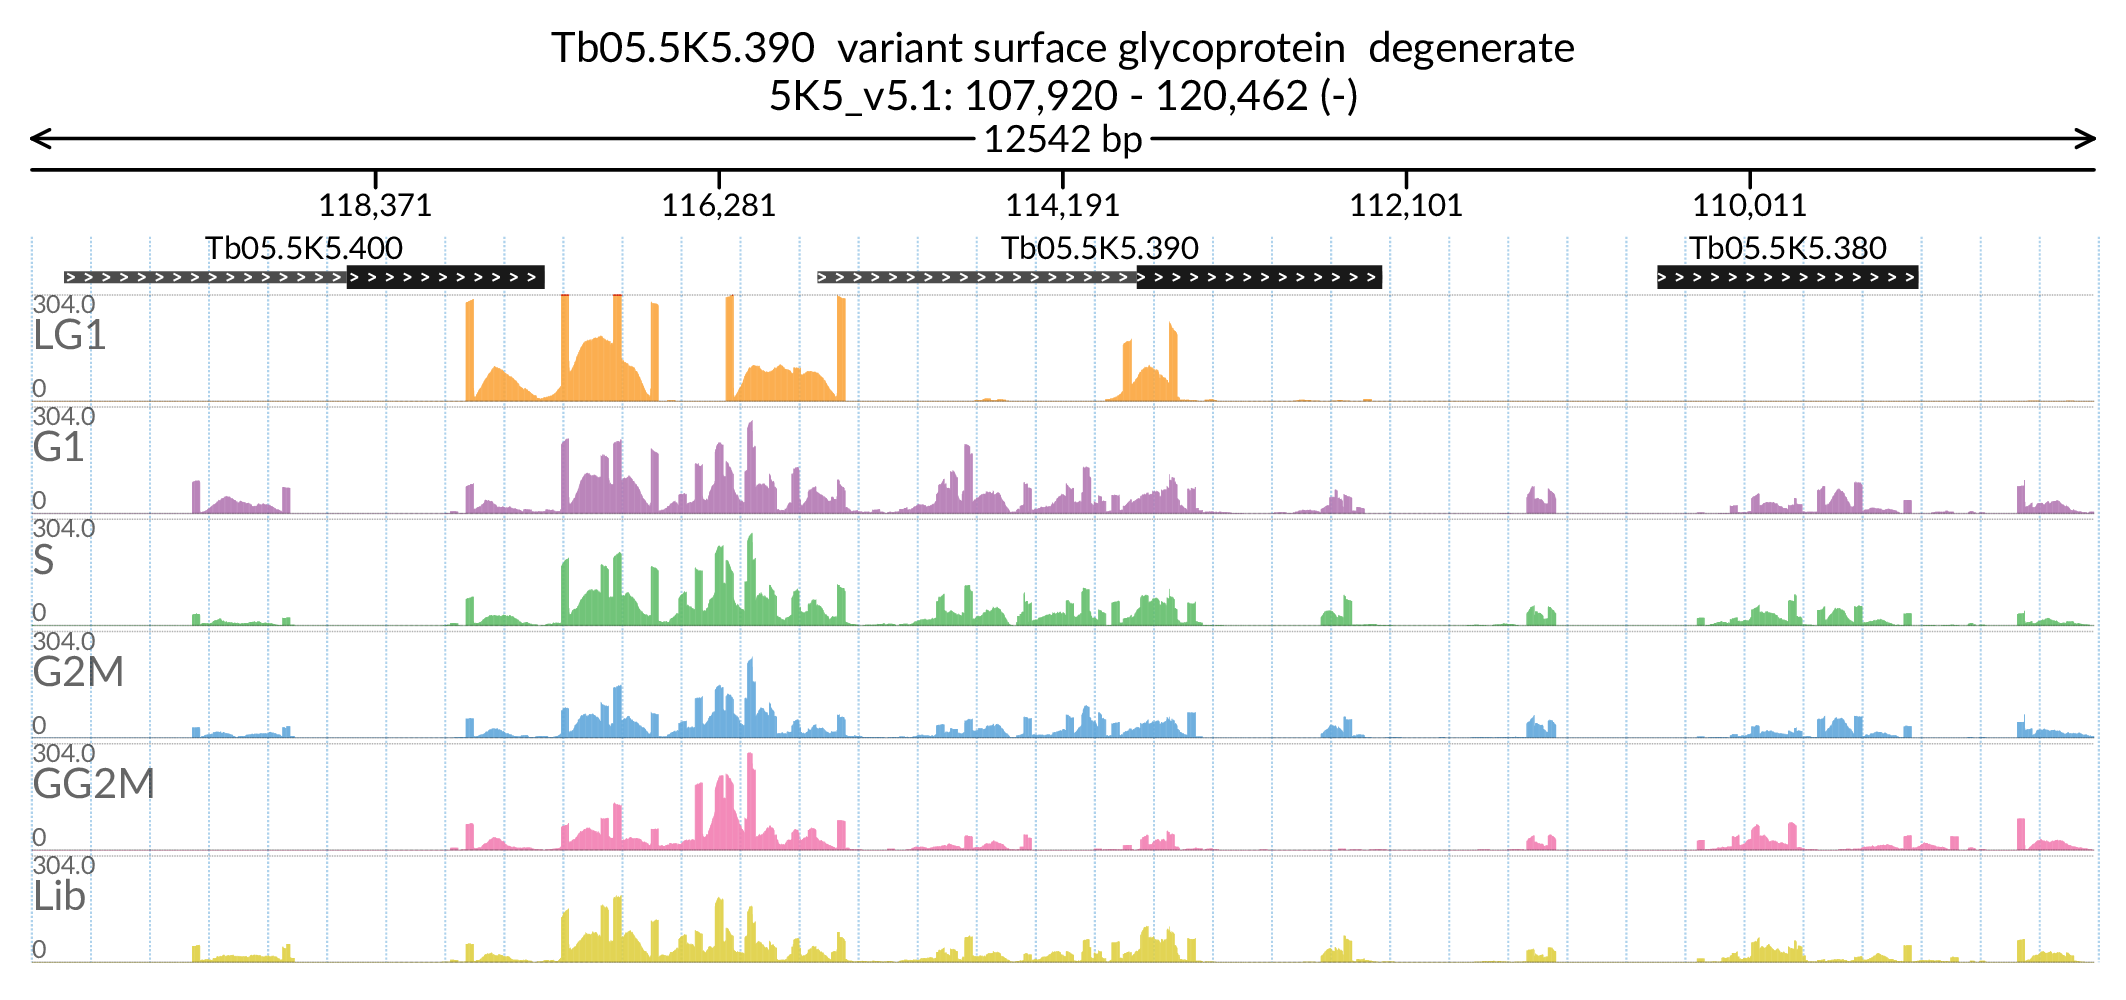 Tb05.5K5.390 variant surface glycoprotein degenerate
5K5_v5.1: 107,920 - 120,462 (-)
12542 bp
118,371 116,281 114,191 112,101 110,011
Tb05.5K5.400 Tb05.5K5.390 Tb05.5K5.380
304.0
LG1
0
304.0
G1
0
304.0
S
0
304.0
G2M
0
304.0
GG2M
0
304.0
Lib
0